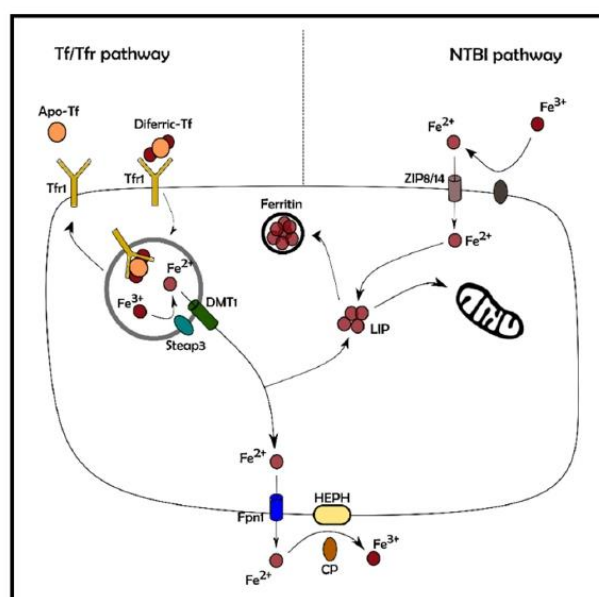 Tf/Tfr pathway
NTBI pathway
Apo-Tf
Diferric-Tf
Fe2+
Fe3+
Tfr1
Tfr1
ZIP8/14
Ferritin
Fe2+
Fe2+
Fe3+
DMT1
Steap3
LIP
Fe2+
Fpn1
HEPH
Fe2+
CP
Fe3+